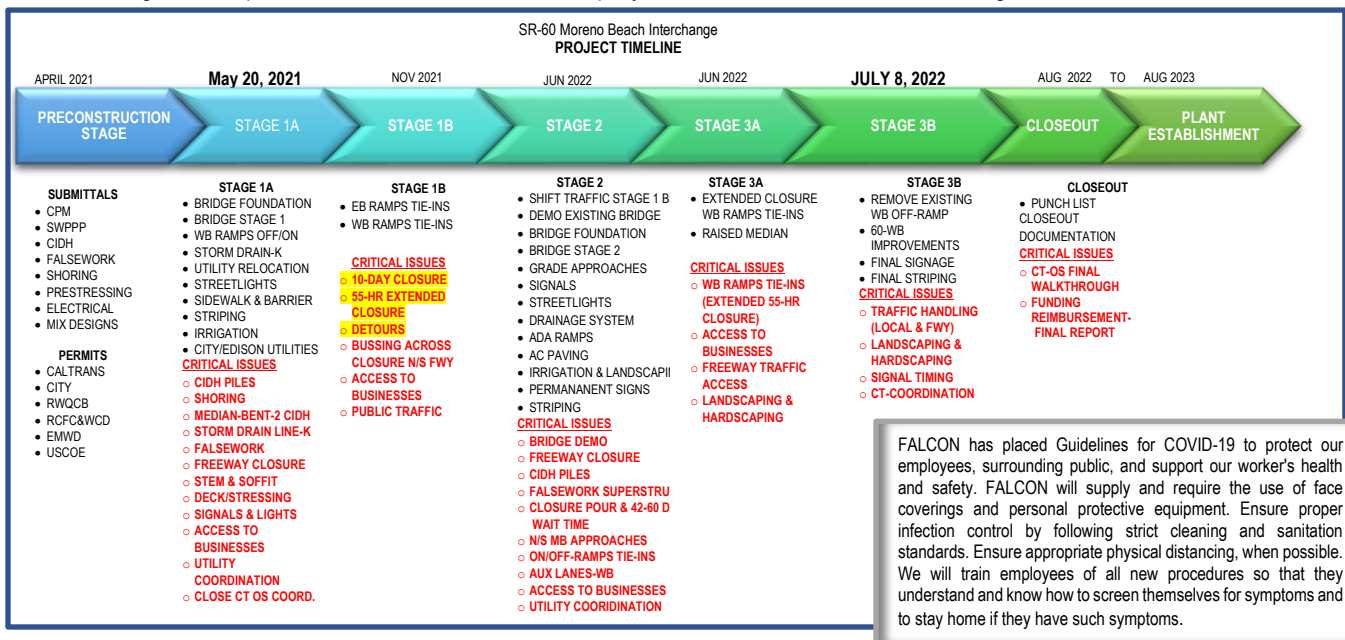 SR-60 Moreno Beach Interchange
PROJECT TIMELINE
APRIL 2021
May 20, 2021
NOV 2021
JUN 2022
JUN 2022
JULY 8, 2022
AUG 2022 TO AUG 2023
PRECONSTRUCTION
STAGE
STAGE 1A
STAGE 1B
STAGE 2
STAGE 3A
STAGE 3B
CLOSEOUT
PLANT
ESTABLISHMENT
SUBMITTALS
• CPM
• SWPPP
• CIDH
• FALSEWORK
• SHORING
• PRESTRESSING
• ELECTRICAL
• MIX DESIGNS
PERMITS
• CALTRANS
• CITY
• RWQCB
• RCFC&WCD
• EMWD
• USCOE
STAGE 1A
• BRIDGE FOUNDATION
• BRIDGE STAGE 1
• WB RAMPS OFF/ON
• STORM DRAIN-K
• UTILITY RELOCATION
• STREETLIGHTS
• SIDEWALK & BARRIER
• STRIPING
• IRRIGATION
• CITY/EDISON UTILITIES
CRITICAL ISSUES
○ CIDH PILES
○ SHORING
○ MEDIAN-BENT-2 CIDH
○ STORM DRAIN LINE-K
○ FALSEWORK
○ FREEWAY CLOSURE
○ STEM & SOFFIT
○ DECK/STRESSING
○ SIGNALS & LIGHTS
○ ACCESS TO
BUSINESSES
○ UTILITY
COORDINATION
○ CLOSE CT OS COORD.
STAGE 1B
• EB RAMPS TIE-INS
• WB RAMPS TIE-INS
CRITICAL ISSUES
○ 10-DAY CLOSURE
○ 55-HR EXTENDED
CLOSURE
○ DETOURS
○ BUSSING ACROSS
CLOSURE N/S FWY
○ ACCESS TO
BUSINESSES
○ PUBLIC TRAFFIC
STAGE 2
• SHIFT TRAFFIC STAGE 1 B
• DEMO EXISTING BRIDGE
• BRIDGE FOUNDATION
• BRIDGE STAGE 2
• GRADE APPROACHES
• SIGNALS
• STREETLIGHTS
• DRAINAGE SYSTEM
• ADA RAMPS
• AC PAVING
• IRRIGATION & LANDSCAPII
• PERMANANENT SIGNS
• STRIPING
CRITICAL ISSUES
○ BRIDGE DEMO
○ FREEWAY CLOSURE
○ CIDH PILES
○ FALSEWORK SUPERSTRU
○ CLOSURE POUR & 42-60 D
WAIT TIME
○ N/S MB APPROACHES
○ ON/OFF-RAMPS TIE-INS
○ AUX LANES-WB
○ ACCESS TO BUSINESSES
○ UTILITY COORIDINATION
STAGE 3A
• EXTENDED CLOSURE
WB RAMPS TIE-INS
• RAISED MEDIAN
CRITICAL ISSUES
○ WB RAMPS TIE-INS
(EXTENDED 55-HR
CLOSURE)
○ ACCESS TO
BUSINESSES
○ FREEWAY TRAFFIC
ACCESS
○ LANDSCAPING &
HARDSCAPING
STAGE 3B
• REMOVE EXISTING
WB OFF-RAMP
• 60-WB
IMPROVEMENTS
• FINAL SIGNAGE
• FINAL STRIPING
CRITICAL ISSUES
○ TRAFFIC HANDLING
(LOCAL & FWY)
○ LANDSCAPING &
HARDSCAPING
○ SIGNAL TIMING
○ CT-COORDINATION
CLOSEOUT
• PUNCH LIST
CLOSEOUT
DOCUMENTATION
CRITICAL ISSUES
○ CT-OS FINAL
WALKTHROUGH
○ FUNDING
REIMBURSEMENT-
FINAL REPORT
FALCON has placed Guidelines for COVID-19 to protect our
employees, surrounding public, and support our worker's health
and safety. FALCON will supply and require the use of face
coverings and personal protective equipment. Ensure proper
infection control by following strict cleaning and sanitation
standards. Ensure appropriate physical distancing, when possible.
We will train employees of all new procedures so that they
understand and know how to screen themselves for symptoms and
to stay home if they have such symptoms.